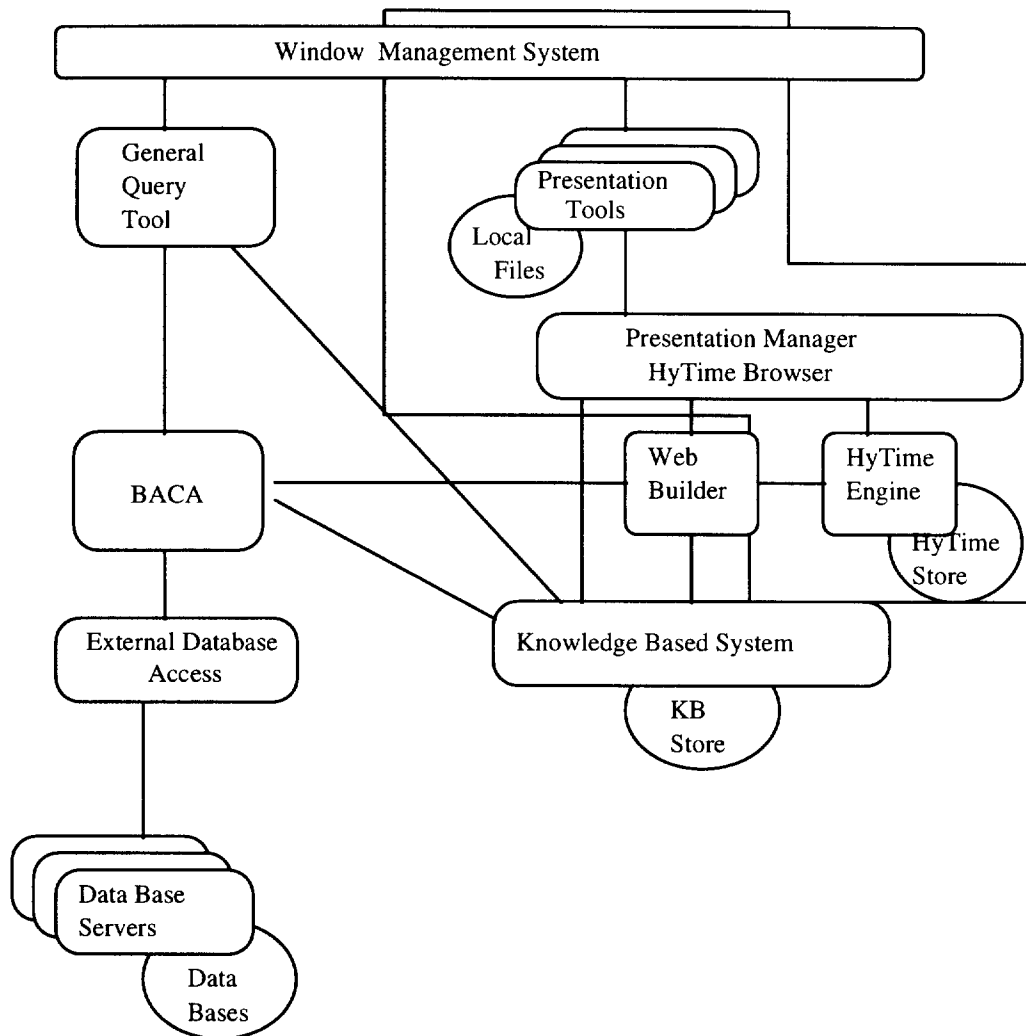 Window Management System
General
Query
Tool
Presentation
Tools
Local
Files
Presentation Manager
HyTime Browser
BACA
Web
Builder
HyTime
Engine
HyTime
Store
External Database
Access
Knowledge Based System
KB
Store
Data Base
Servers
Data
Bases